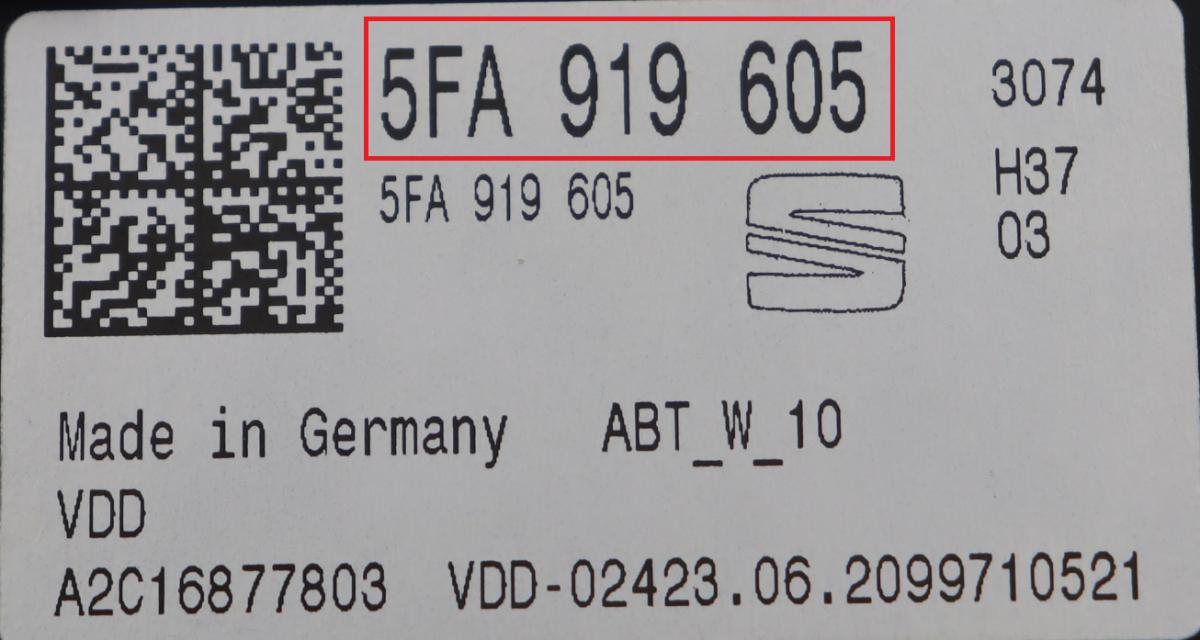 5FA 919 605
3074
5FA 919 605
H37
03
Made in Germany ABT_W_10
VDD
A2C16877803 VDD-02423.06.2099710521